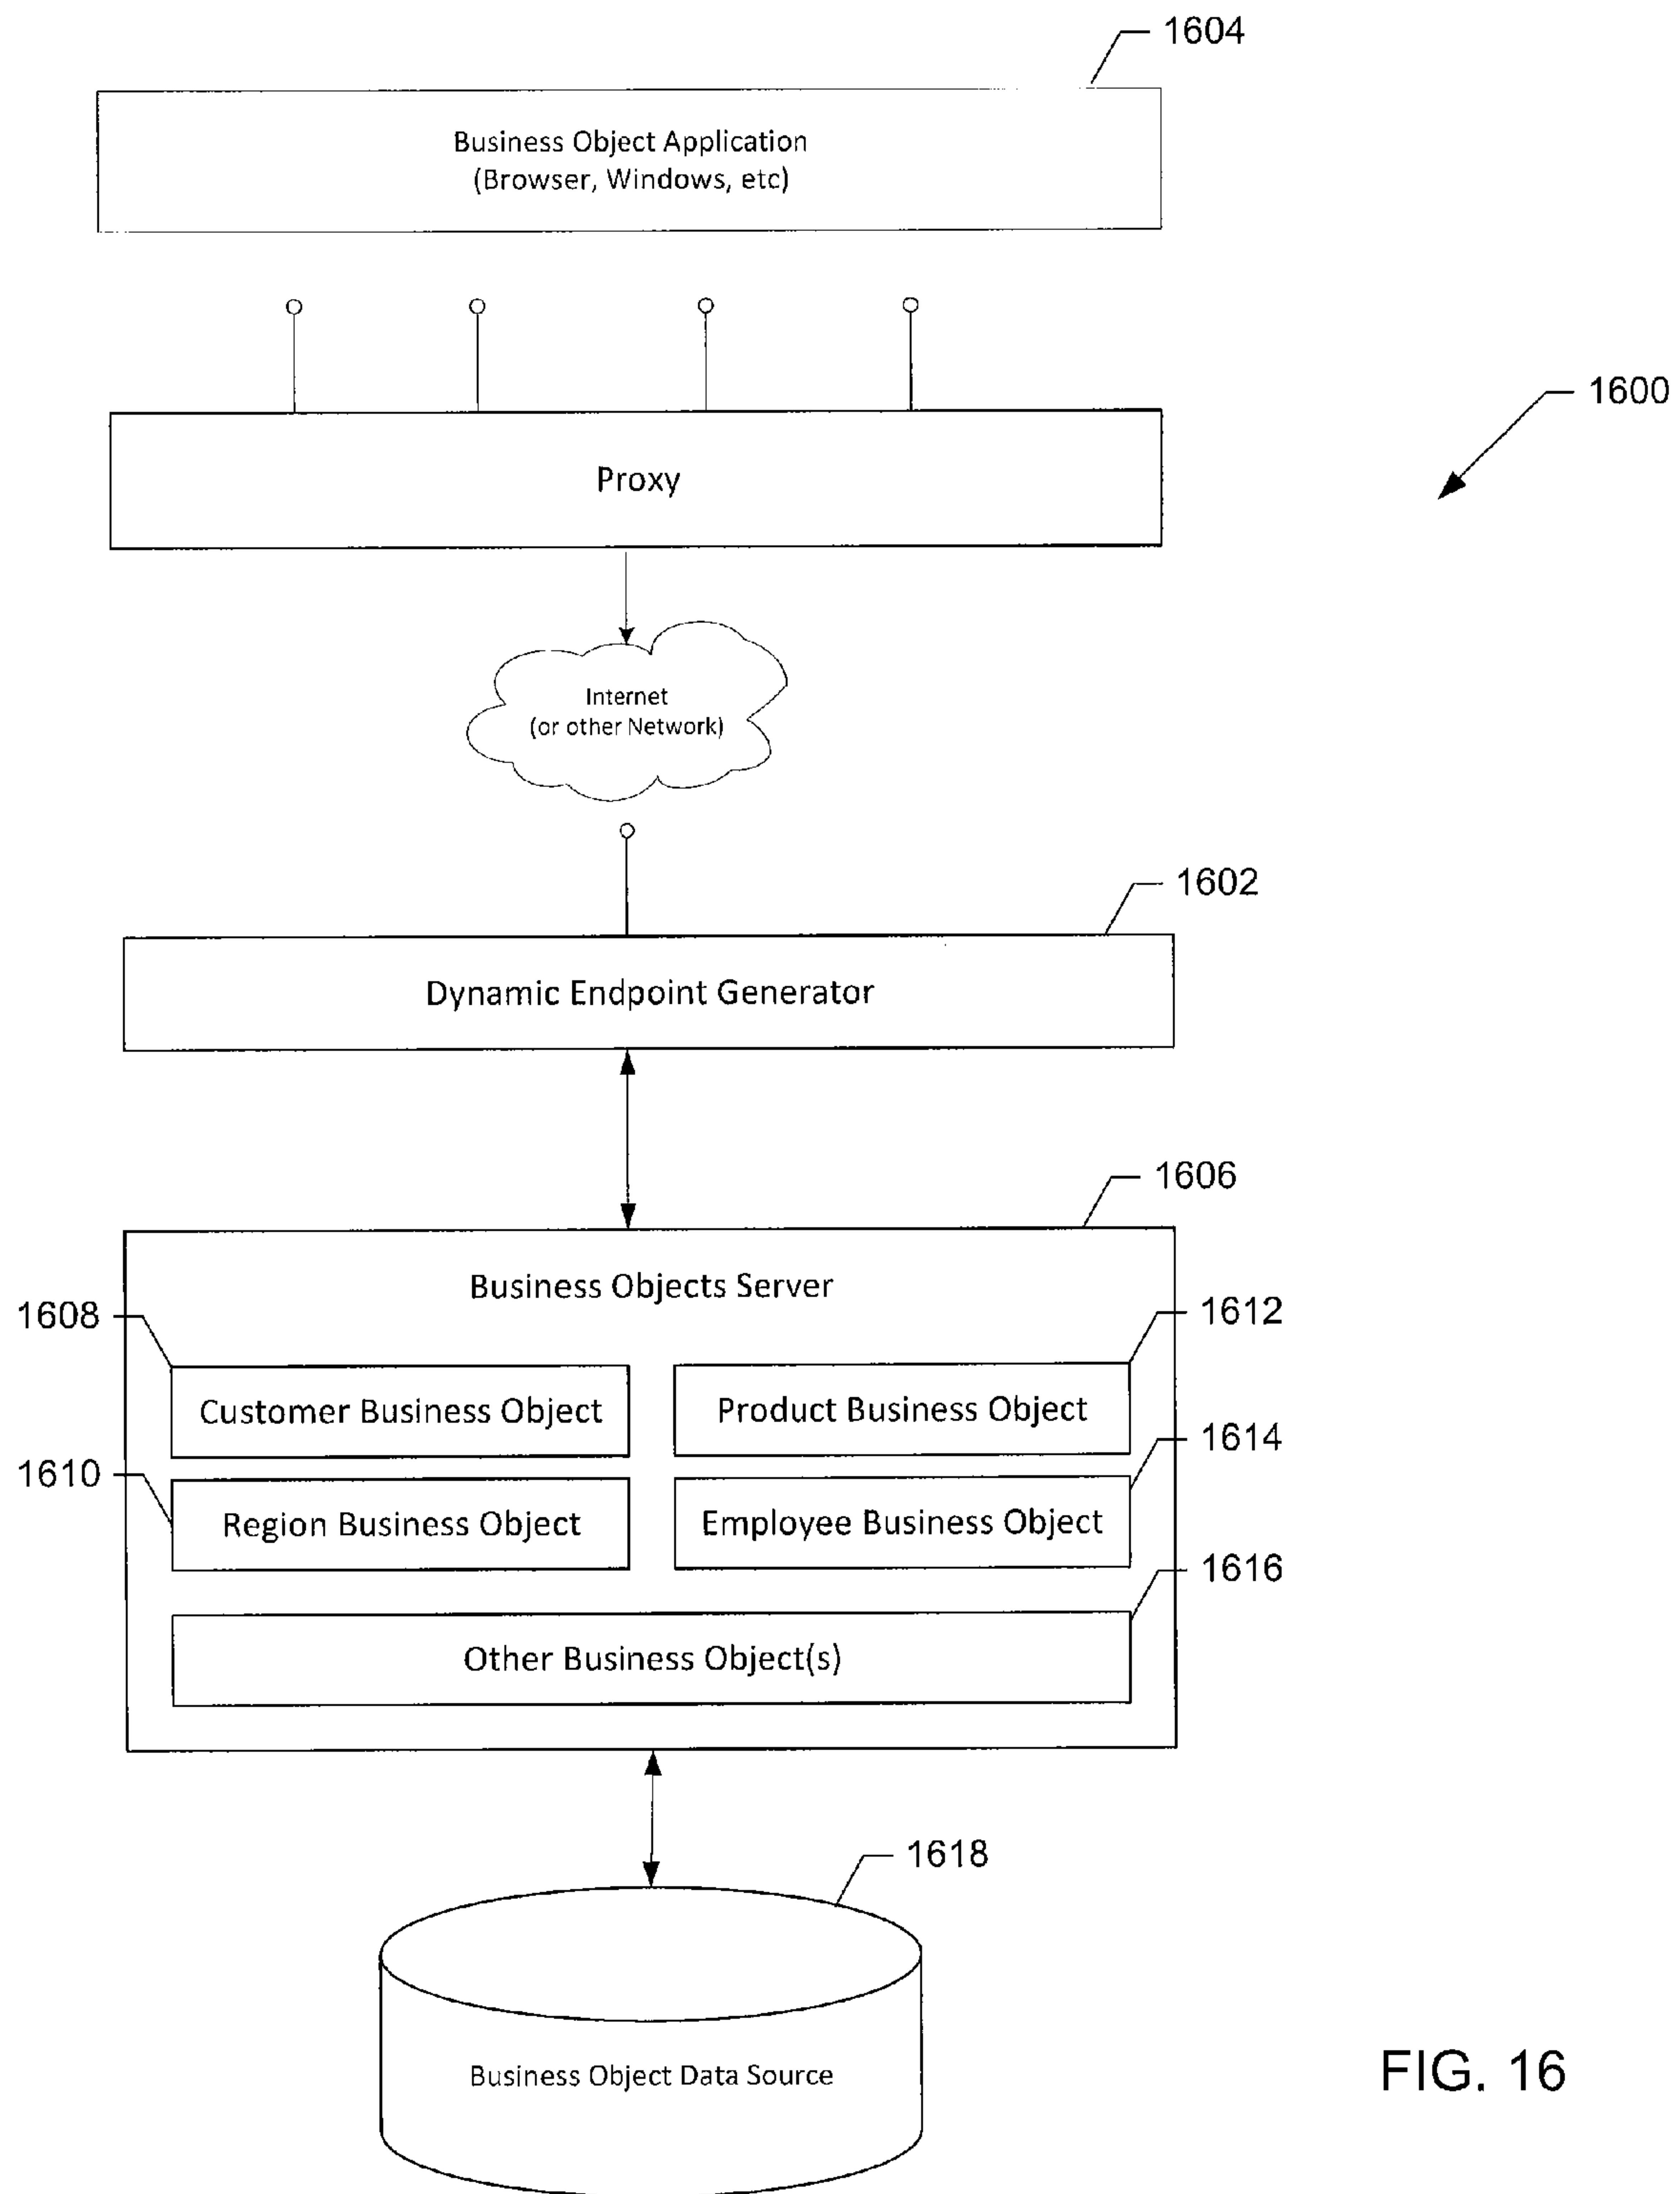 1604
Business Object Application
(Browser, Windows, etc)
1600
Proxy
Internet
(or other Network)
1602
Dynamic Endpoint Generator
1606
Business Objects Server
1608
1612
Customer Business Object
Product Business Object
1610
1614
Region Business Object
Employee Business Object
1616
Other Business Object(s)
1618
Business Object Data Source
FIG. 16